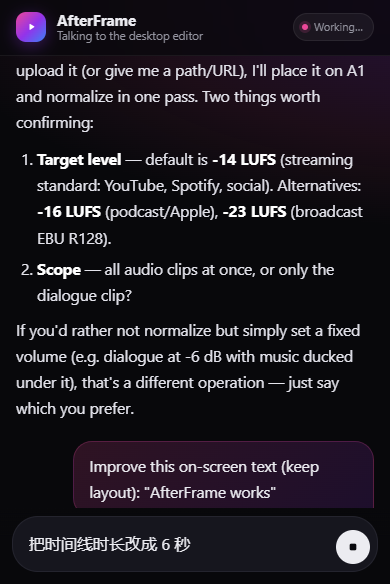 AfterFrame
Talking to the desktop editor
Working...
upload it (or give me a path/URL), I'll place it on A1
and normalize in one pass. Two things worth
confirming:
1. Target level — default is -14 LUFS (streaming
standard: YouTube, Spotify, social). Alternatives:
-16 LUFS (podcast/Apple), -23 LUFS (broadcast
EBU R128).
2. Scope — all audio clips at once, or only the
dialogue clip?
If you'd rather not normalize but simply set a fixed
volume (e.g. dialogue at -6 dB with music ducked
under it), that's a different operation — just say
which you prefer.
Improve this on-screen text (keep
layout): "AfterFrame works"
把时间线时长改成 6 秒